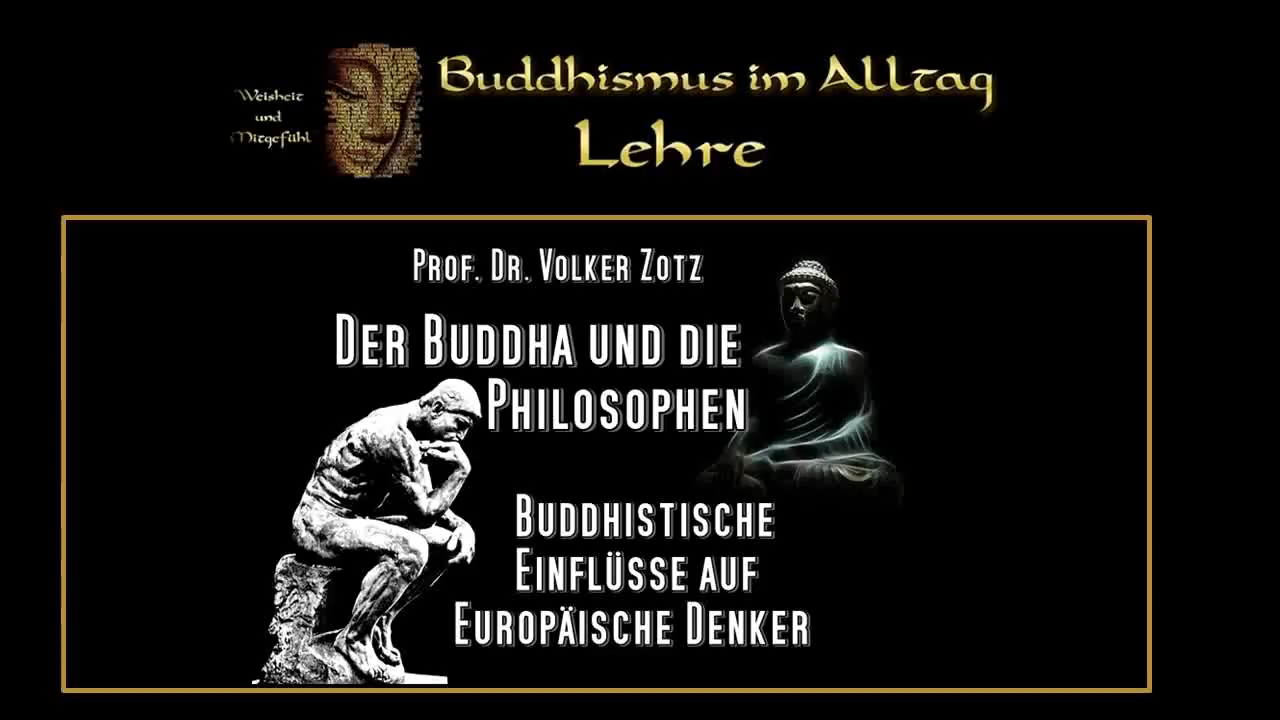 Weisheit
und
Mitgefühl
Buddhismus im Alltag
Lehre
Prof. Dr. Volker Zotz
Der Buddha und die
Philosophen
Buddhistische
Einflüsse auf
Europäische Denker